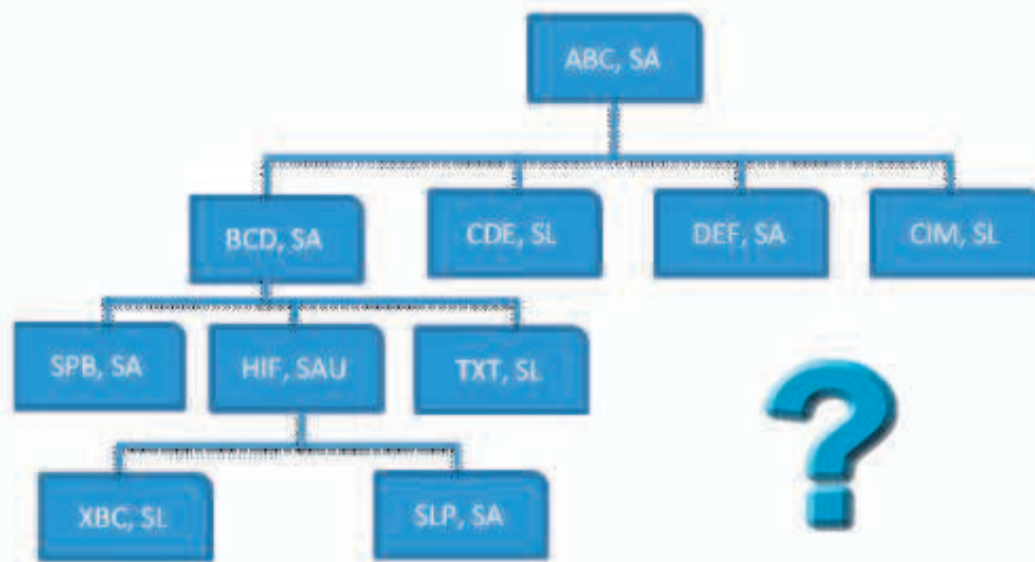 ABC, SA
BCD, SA
CDE, SL
DEF, SA
CIM, SL
SPB, SA
HIF, SAU
TXT, SL
XBC, SL
SLP, SA
?